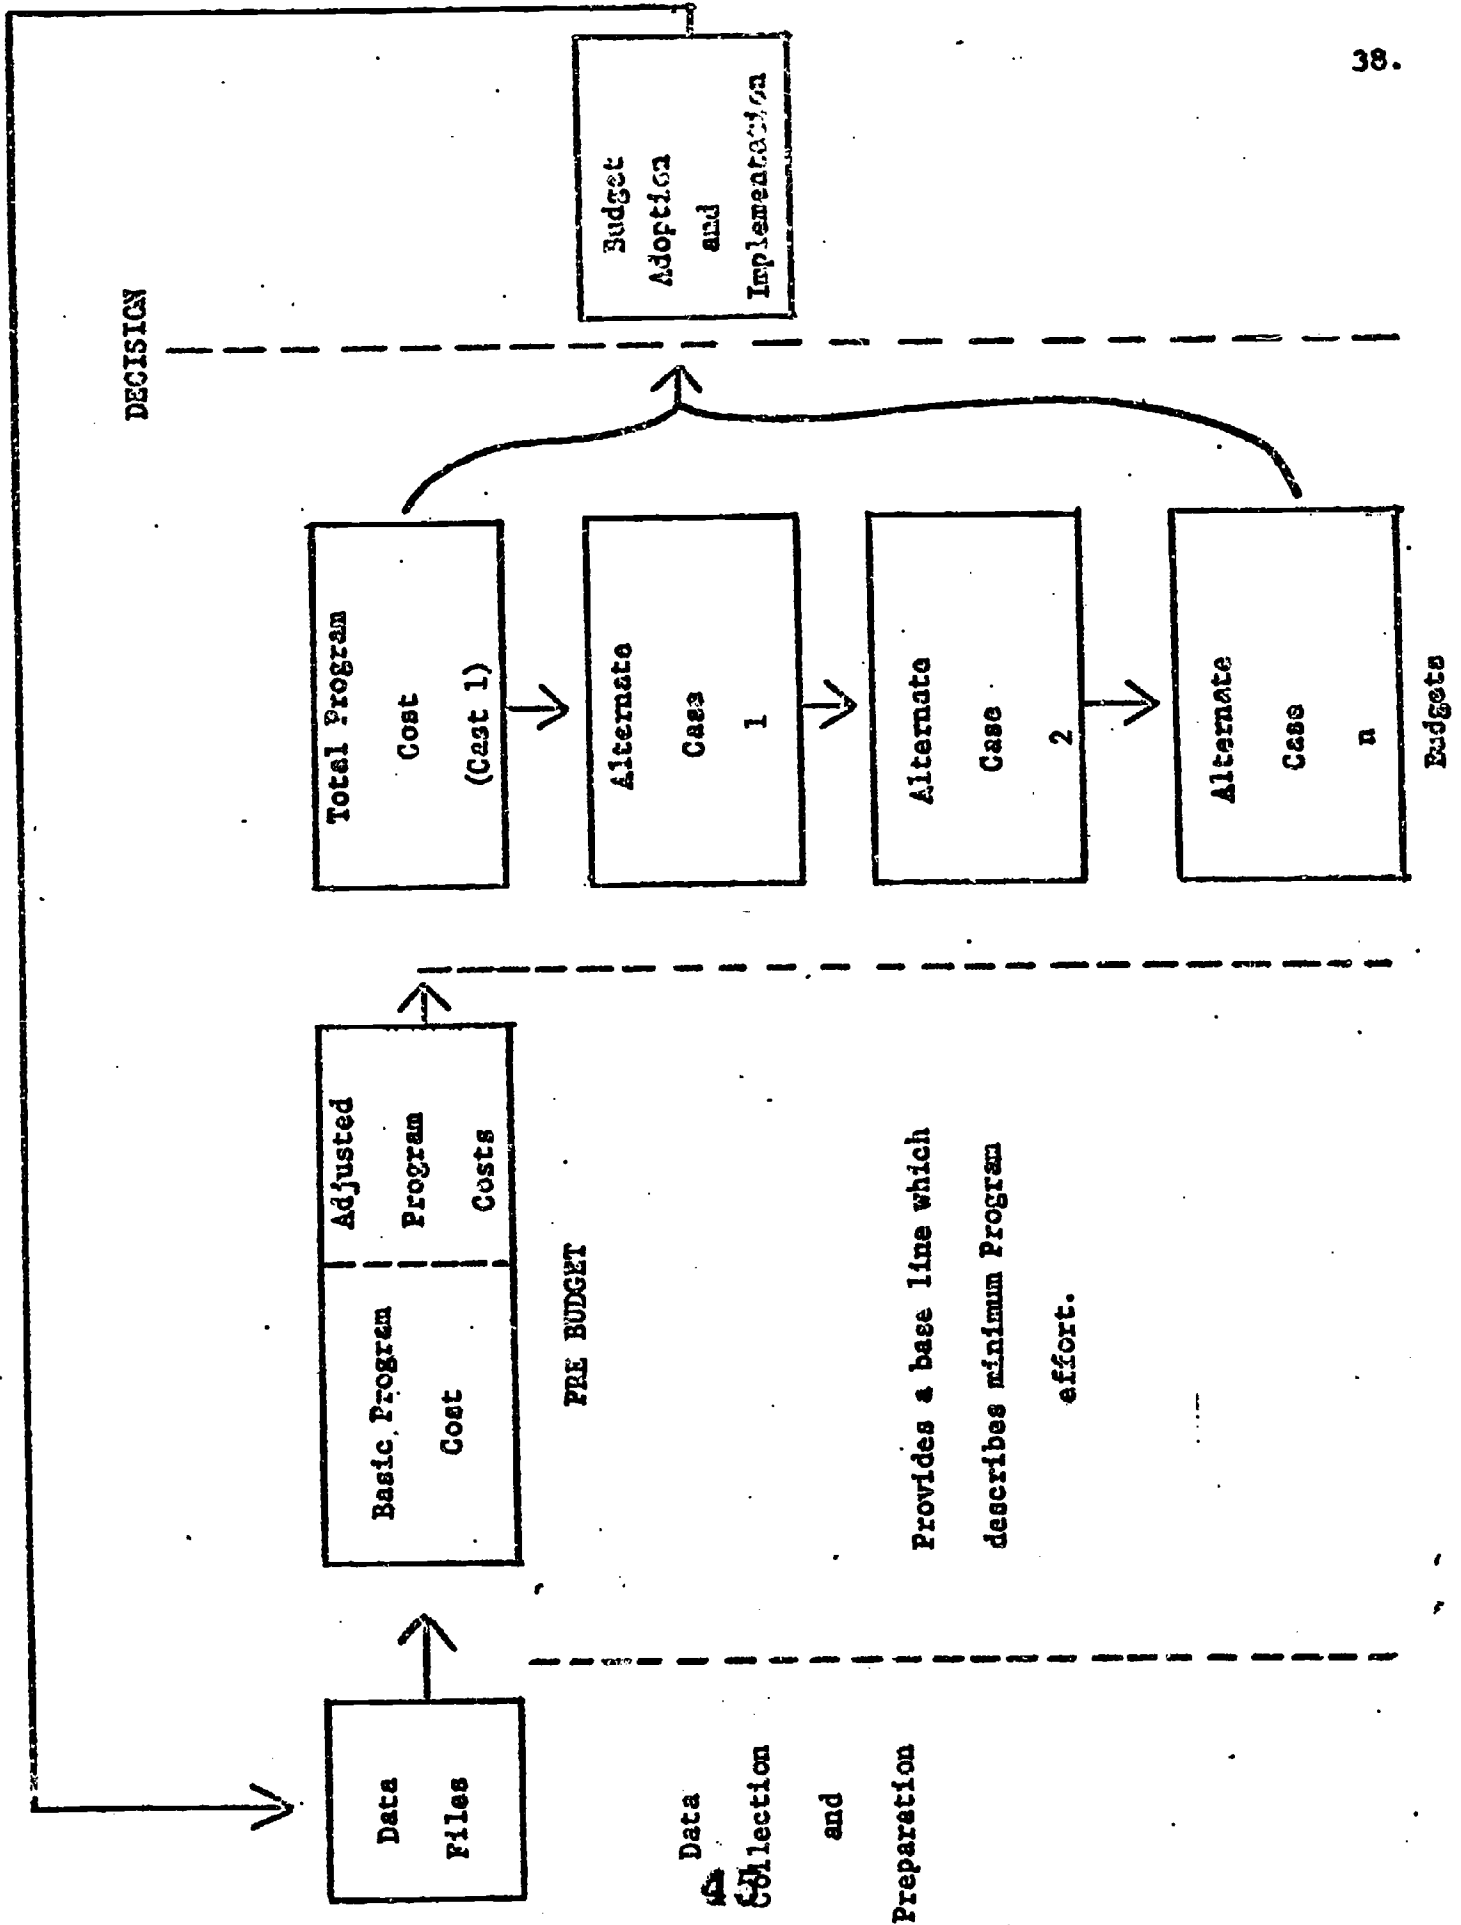 38.
DECISION
Data
Files
Basic Program
Cost
Adjusted
Program
Costs
Total Program
Cost
(Cast 1)
Alternate
Case
1
Alternate
Case
2
Alternate
Case
n
Budget
Adoption
and
Implementation
Data
Collection
and
Preparation
PRE BUDGET
Provides a base line which
describes minimum Program
effort.
Budgets